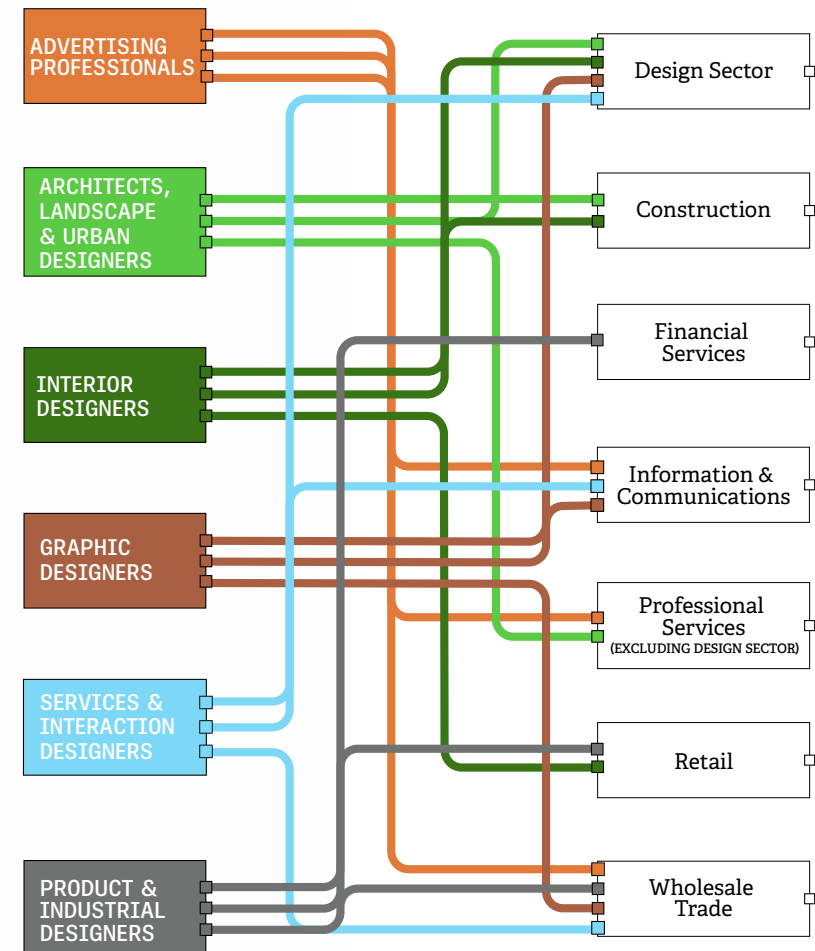 ADVERTISING
PROFESSIONALS
ARCHITECTS,
LANDSCAPE
& URBAN
DESIGNERS
INTERIOR
DESIGNERS
GRAPHIC
DESIGNERS
SERVICES &
INTERACTION
DESIGNERS
PRODUCT &
INDUSTRIAL
DESIGNERS
Design Sector
Construction
Financial
Services
Information &
Communications
Professional
Services
(EXCLUDING DESIGN SECTOR)
Retail
Wholesale
Trade